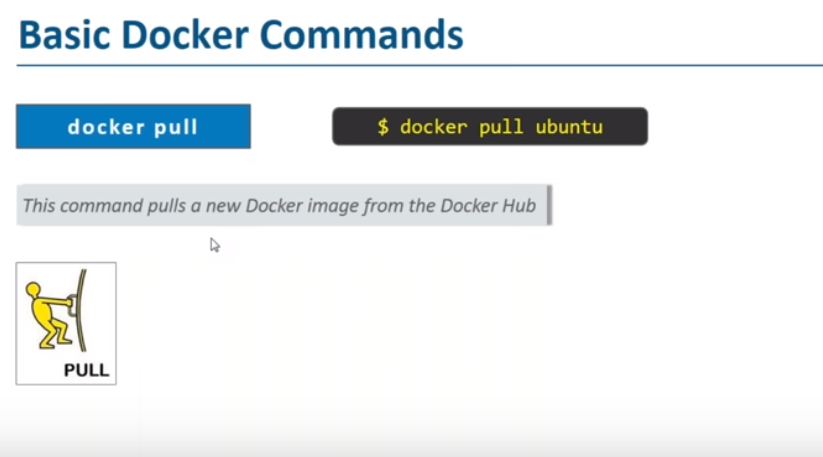 Basic Docker Commands
docker pull
$ docker pull ubuntu
This command pulls a new Docker image from the Docker Hub
PULL